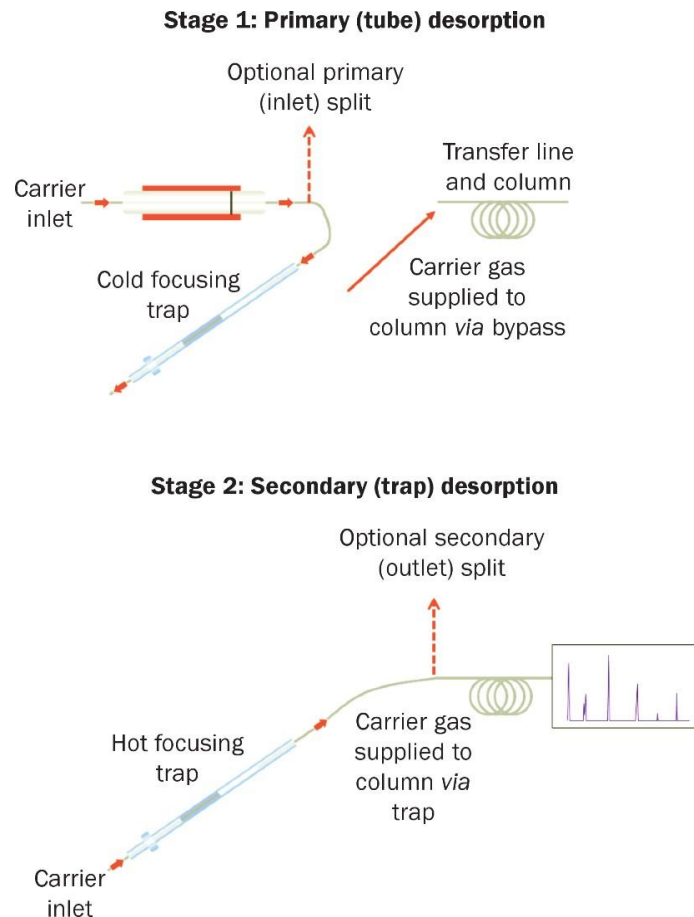 Stage 1: Primary (tube) desorption
Optional primary
(inlet) split
Transfer line
and column
Carrier
inlet
Cold focusing
trap
Carrier gas
supplied to
column via bypass
Stage 2: Secondary (trap) desorption
Optional secondary
(outlet) split
Hot focusing
trap
Carrier gas
supplied to
column via
trap
Carrier
inlet